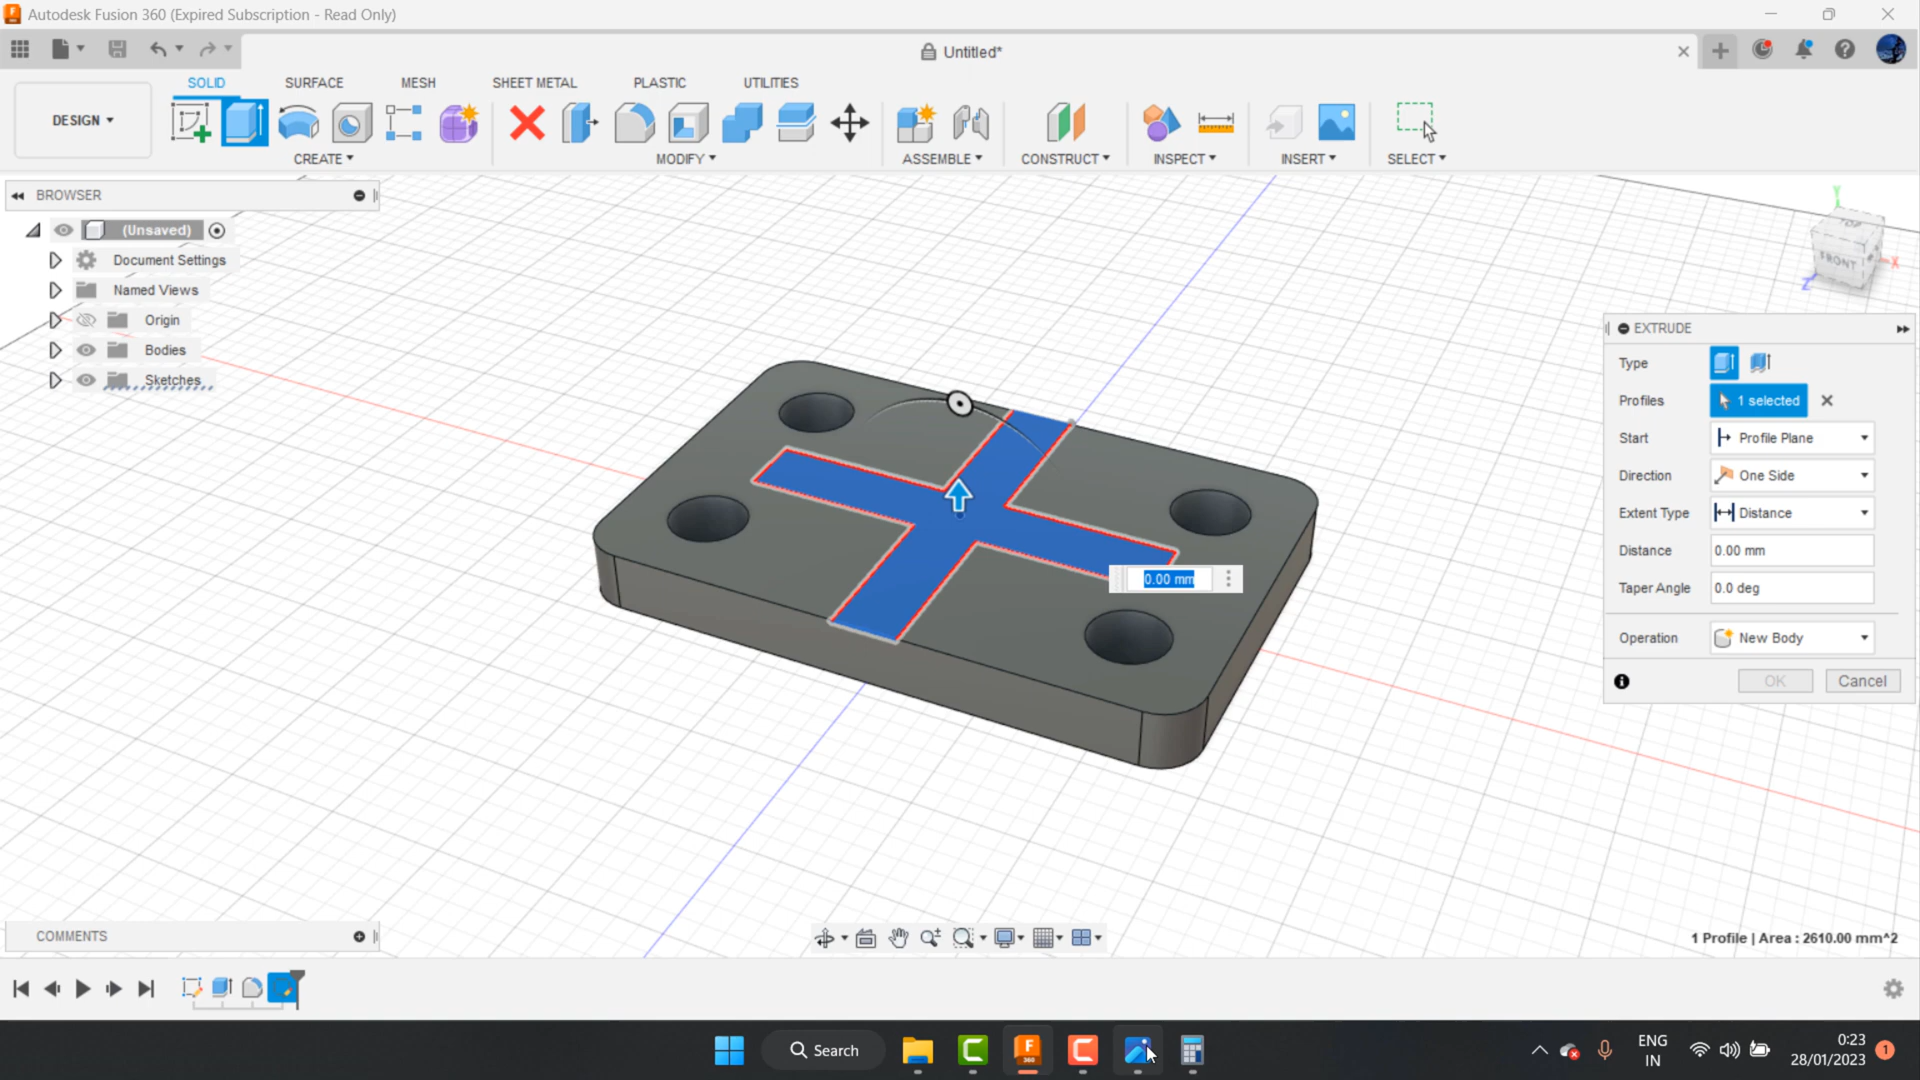 Autodesk Fusion 360 (Expired Subscription - Read Only)
Untitled*
SOLID SURFACE MESH SHEET METAL PLASTIC UTILITIES
DESIGN
CREATE MODIFY ASSEMBLE CONSTRUCT INSPECT INSERT SELECT
BROWSER
(Unsaved)
Document Settings
Named Views
Origin
Bodies
Sketches
Y
FRONT
X
Z
EXTRUDE
Type
Profiles 1 selected
Start Profile Plane
Direction One Side
Extent Type Distance
Distance 0.00 mm
Taper Angle 0.0 deg
Operation New Body
OK Cancel
0.00 mm
COMMENTS
1 Profile | Area : 2610.00 mm^2
Search
F
360
ENG
IN
0:23
28/01/2023
1